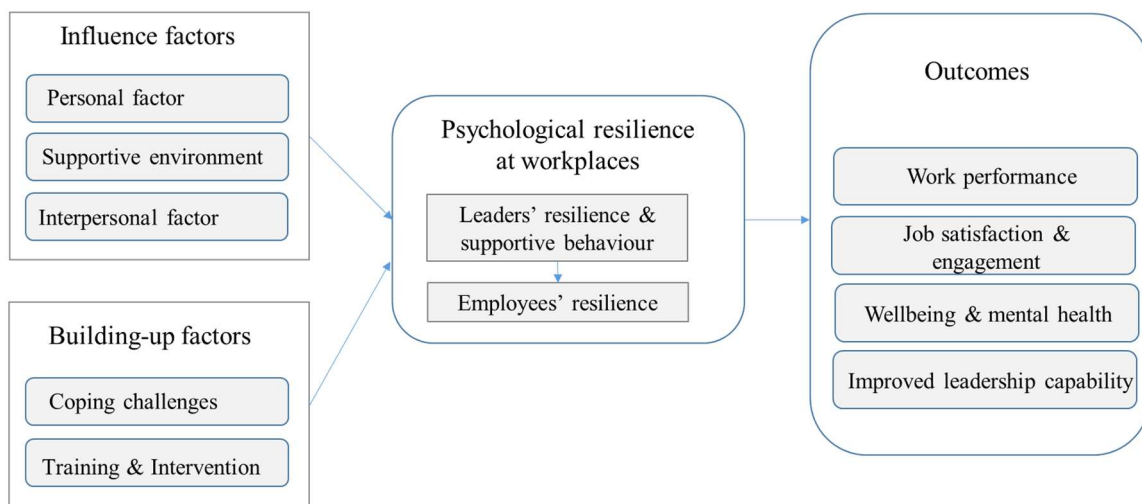 Influence factors
Personal factor
Supportive environment
Interpersonal factor
Building-up factors
Coping challenges
Training & Intervention
Psychological resilience
at workplaces
Leaders’ resilience &
supportive behaviour
Employees’ resilience
Outcomes
Work performance
Job satisfaction &
engagement
Wellbeing & mental health
Improved leadership capability